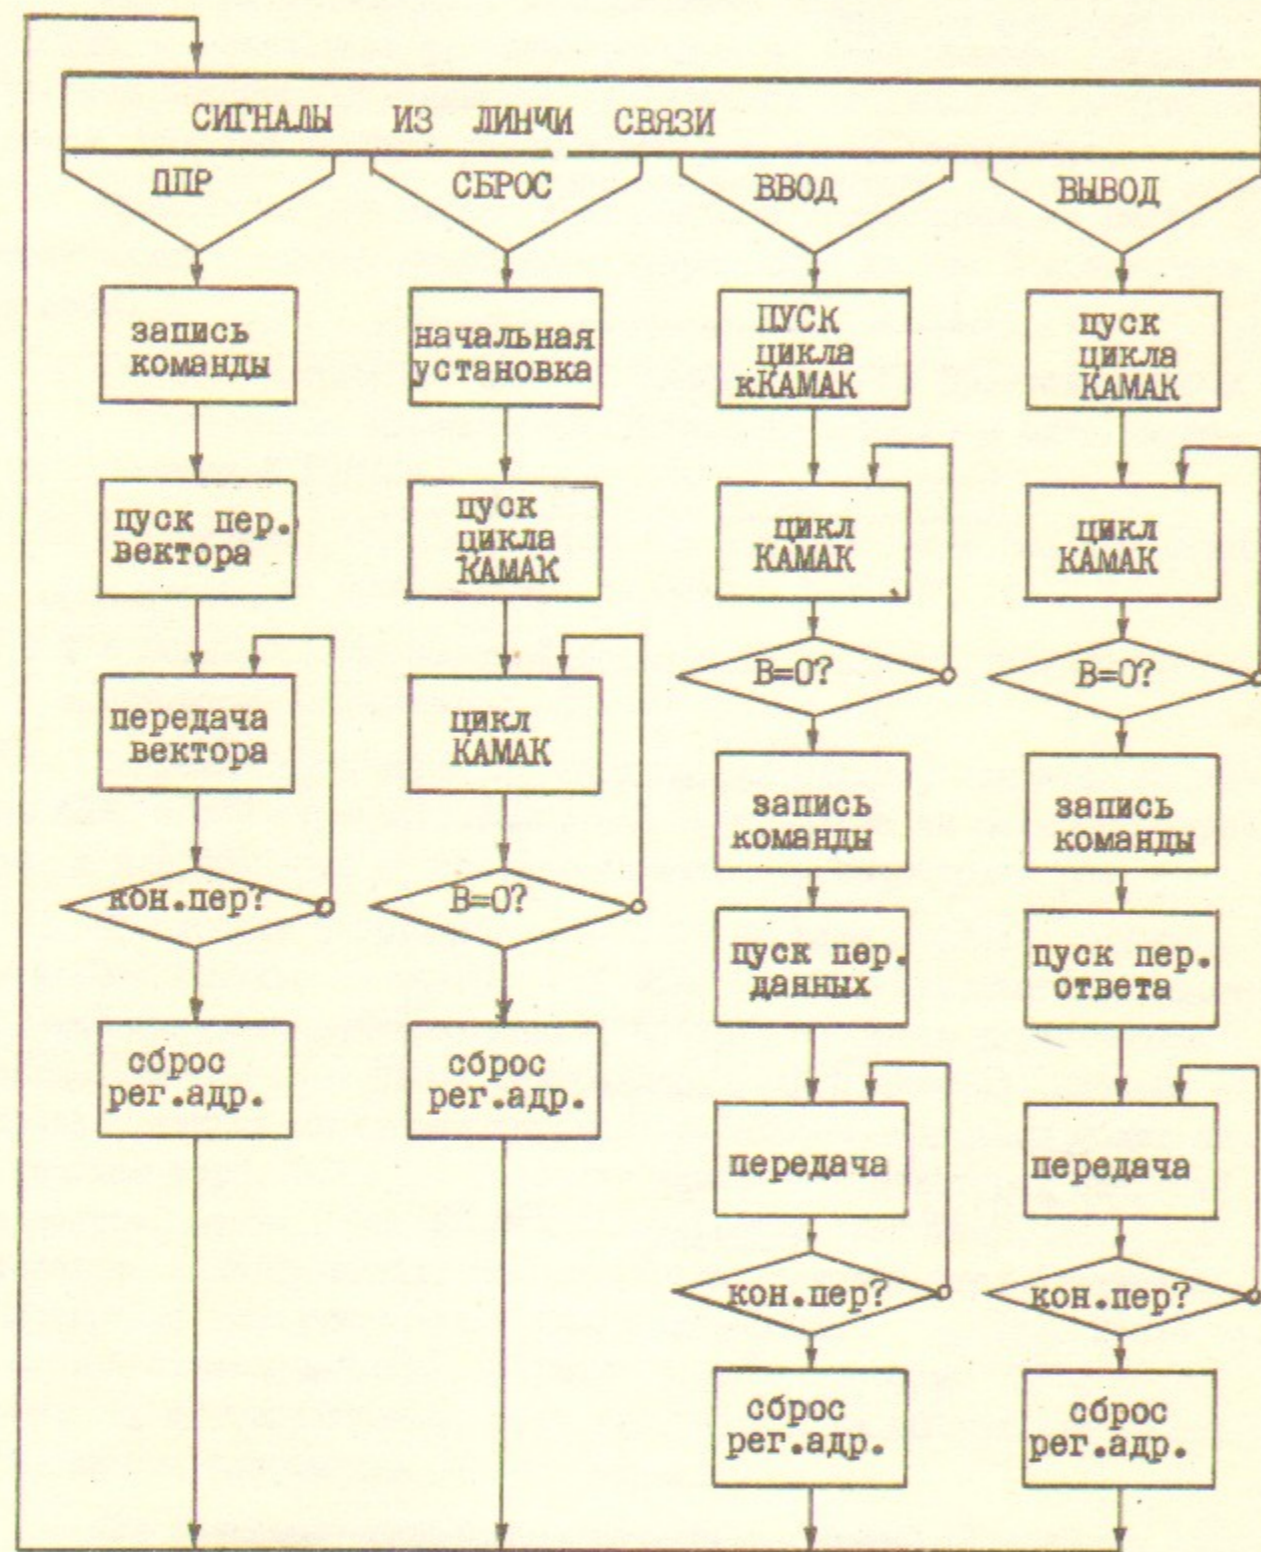 СИГНАЛЫ ИЗ ЛИНИИ СВЯЗИ
ППР
СБРОС
ВВОД
ВЫВОД
запись
команды
пуск пер.
вектора
передача
вектора
кон.пер?
сброс
рег.адр.
начальная
установка
пуск
цикла
КАМАК
цикл
КАМАК
В=0?
сброс
рег.адр.
ПУСК
цикла
кКАМАК
цикл
КАМАК
В=0?
запись
команды
пуск пер.
данных
передача
кон.пер?
сброс
рег.адр.
пуск
цикла
КАМАК
цикл
КАМАК
В=0?
запись
команды
пуск пер.
ответа
передача
кон.пер?
сброс
рег.адр.